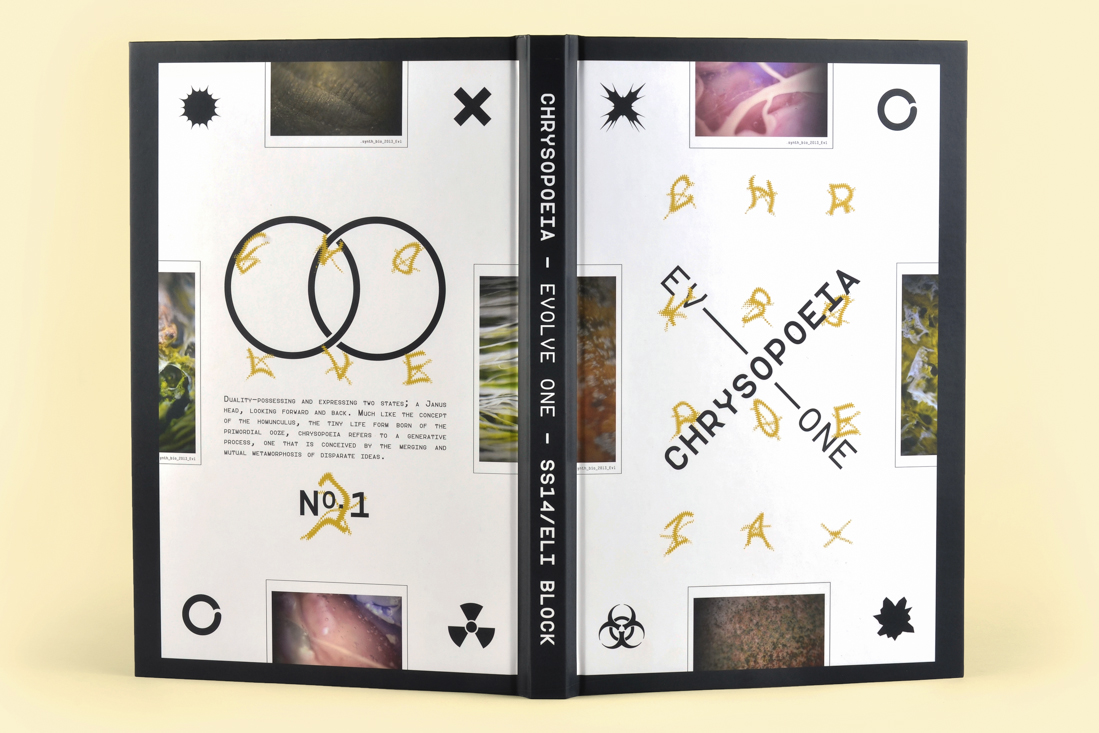 .synth_bio_2013_Ev1
E V O
L V E
Duality-possessing and expressing two states; a Janus
head, looking forward and back. Much like the concept
of the homunculus, the tiny life form born of the
primordial ooze, chrysopoeia refers to a generative
process, one that is conceived by the merging and
mutual metamorphosis of disparate ideas.
No.1
2
CHRYSOPOEIA – EVOLVE ONE – SS14/ELI BLOCK
.synth_bio_2013_Ev1
C H R
Y S O
P O E
I A X
EV
CHRYSOPOEIA
ONE